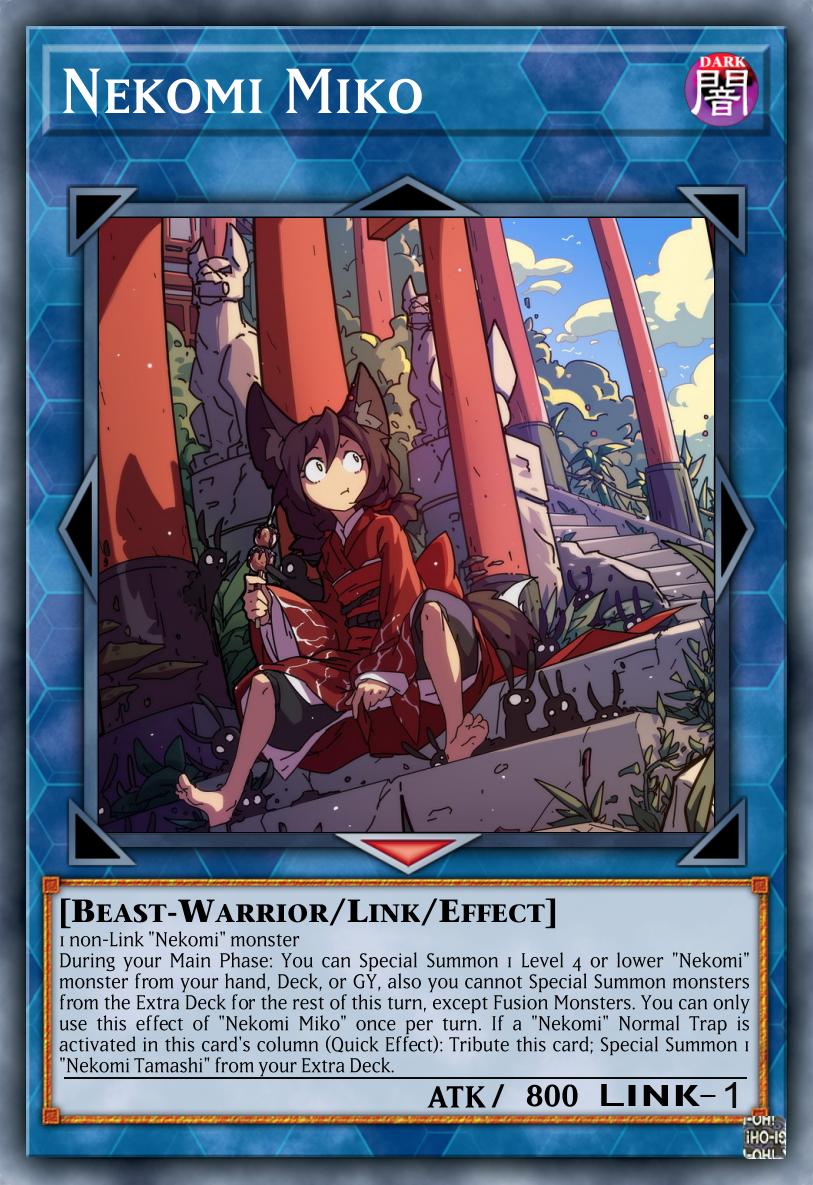 Nekomi Miko
DARK
闇
[Beast-Warrior/Link/Effect]
1 non-Link "Nekomi" monster
During your Main Phase: You can Special Summon 1 Level 4 or lower "Nekomi"
monster from your hand, Deck, or GY, also you cannot Special Summon monsters
from the Extra Deck for the rest of this turn, except Fusion Monsters. You can only
use this effect of "Nekomi Miko" once per turn. If a "Nekomi" Normal Trap is
activated in this card's column (Quick Effect): Tribute this card; Special Summon 1
"Nekomi Tamashi" from your Extra Deck.
ATK/ 800 LINK-1